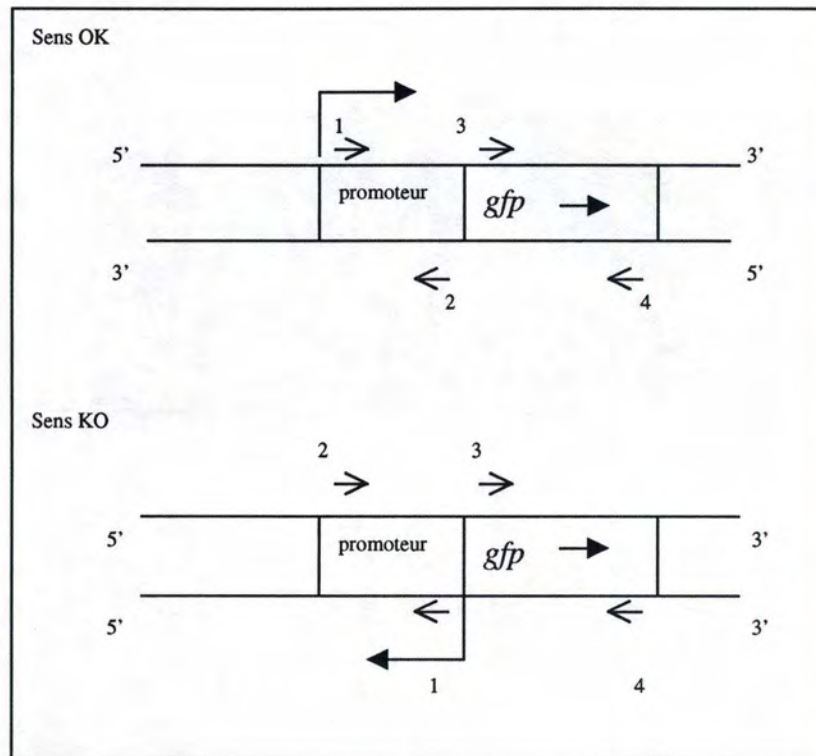 Sens OK
1 3
5’ 3’
promoteur gfp
3’ 5’
2 4
Sens KO
2 3
5’ promoteur gfp 3’
5’ 3’
1 4